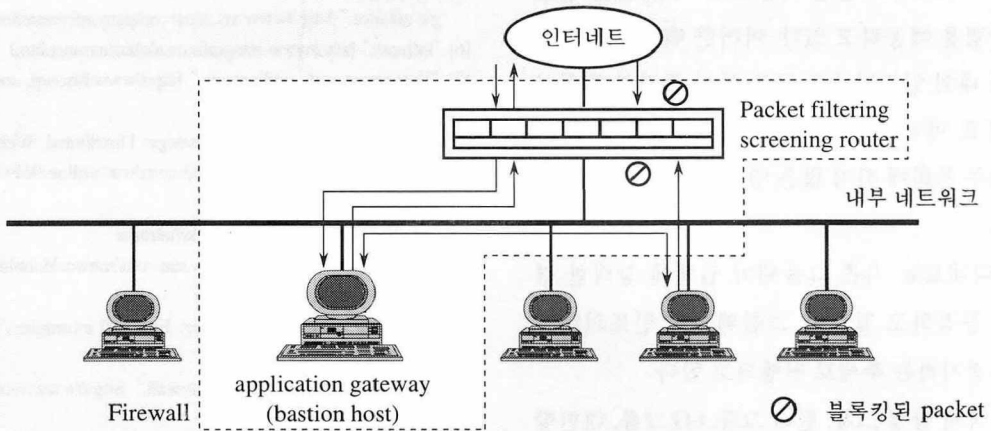 인터네트
Packet filtering
screening router
내부 네트워크
application gateway
(bastion host)
Firewall
블록킹된 packet